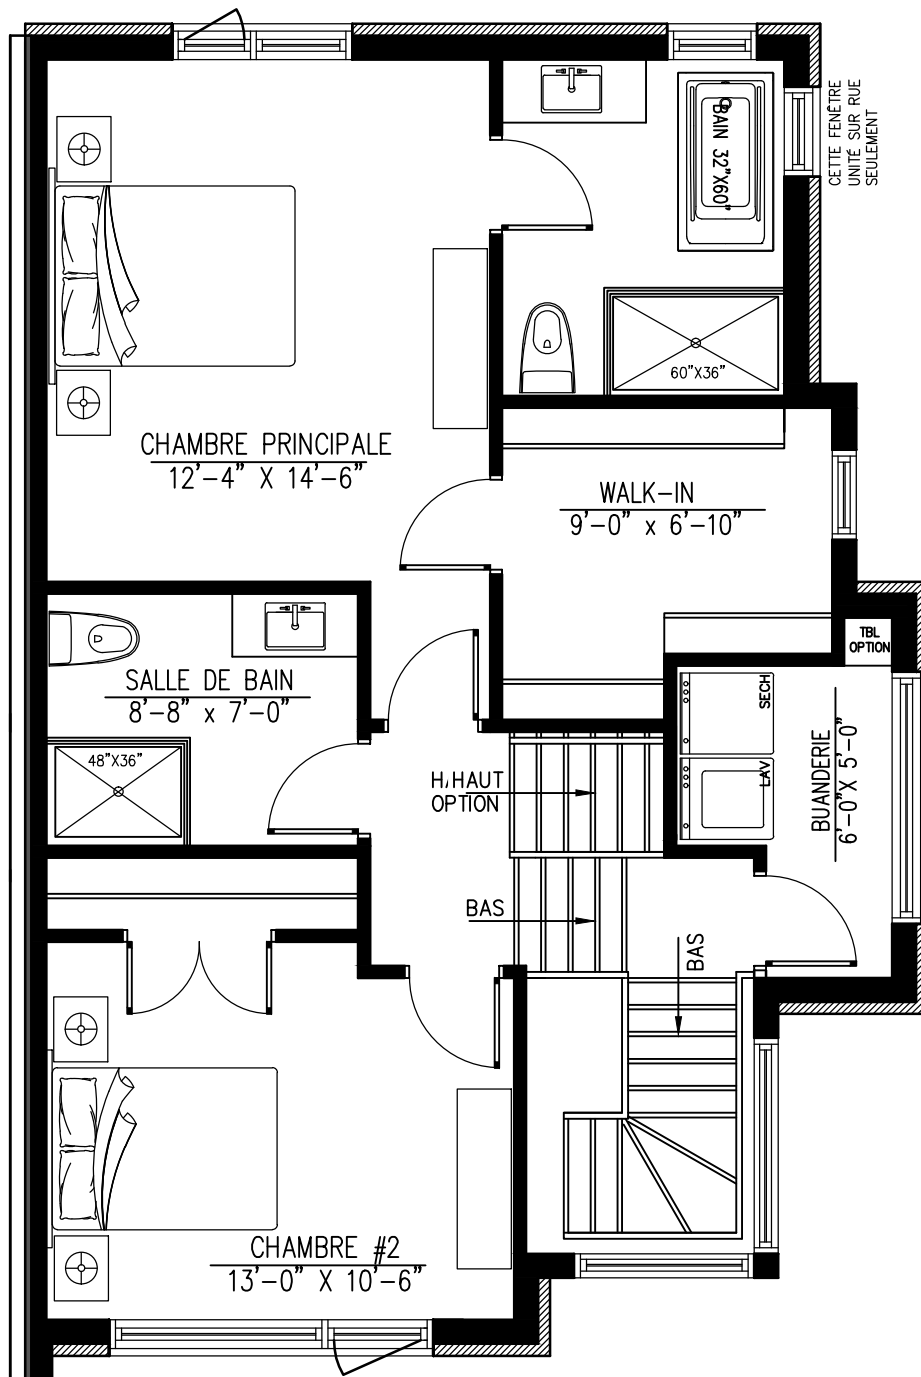 CETTE FENÊTRE
UNITÉ SUR RUE
SEULEMENT
BAIN 32"X60"
60"X36"
CHAMBRE PRINCIPALE
12'-4" X 14'-6"
WALK-IN
9'-0" x 6'-10"
TBL
OPTION
SALLE DE BAIN
8'-8" x 7'-0"
SECH
LAV
BUANDERIE
6'-0"X 5'-0"
48"X36"
HAUT
OPTION
BAS
BAS
CHAMBRE #2
13'-0" X 10'-6"